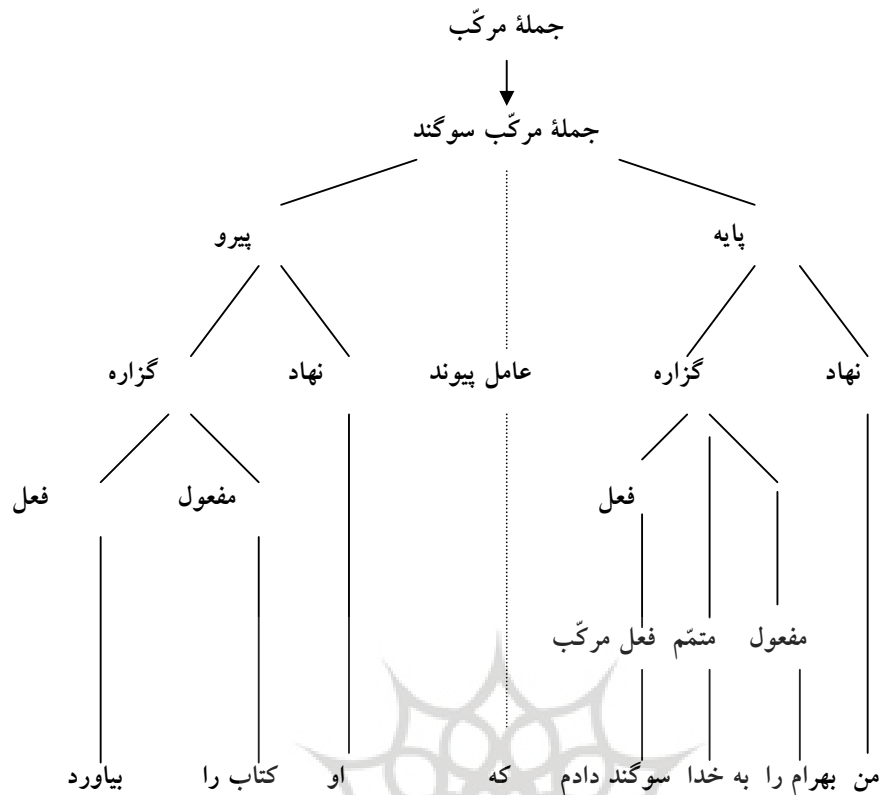 جملهٔ مرکّب
جملهٔ مرکّب سوگند
پایه پیرو
نهاد گزاره عامل پیوند نهاد گزاره
فعل مفعول فعل
مفعول متمّم فعل مرکّب
من بهرام را به خدا سوگند دادم که او کتاب را بیاورد